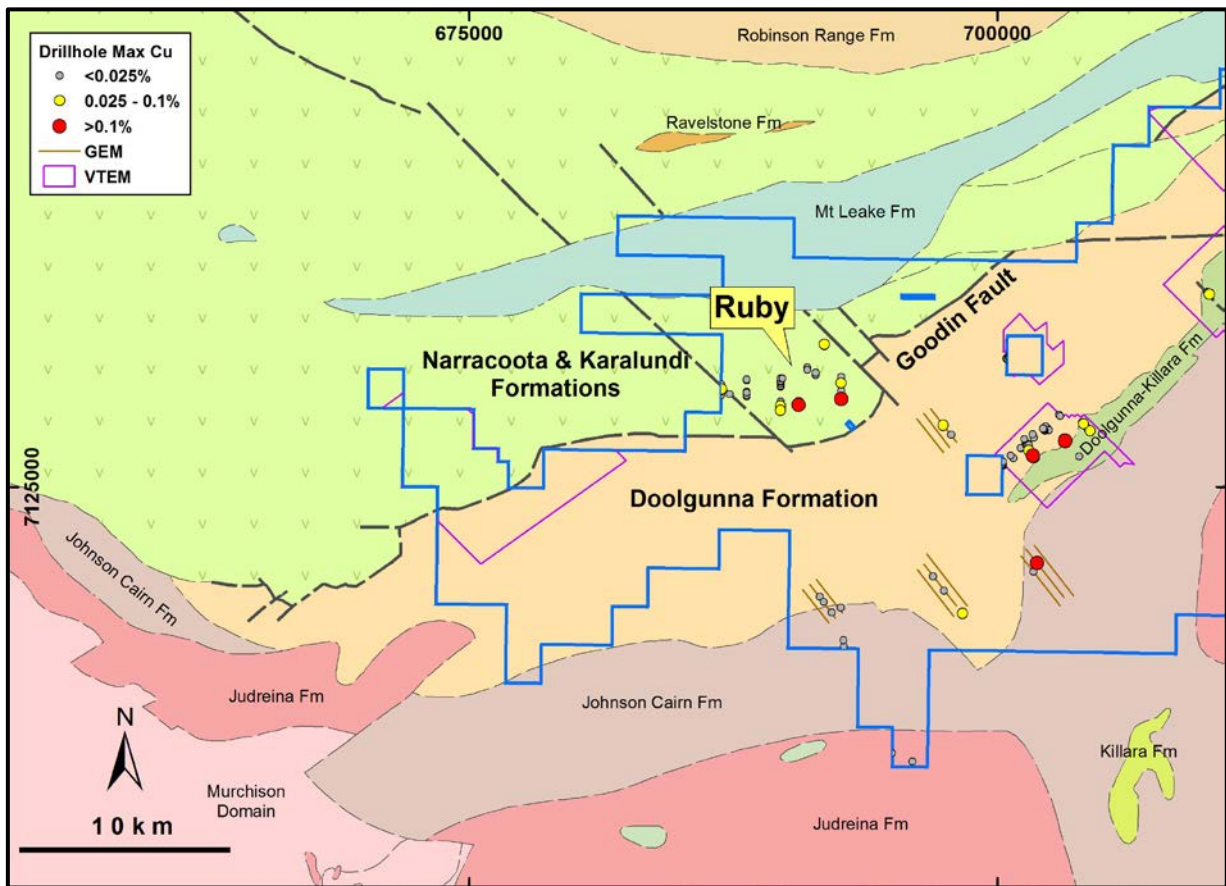 675000
700000
Robinson Range Fm
Drillhole Max Cu
<0.025%
0.025 - 0.1%
>0.1%
GEM
VTEM
Ravelstone Fm
Mt Leake Fm
Ruby
Goodin Fault
Narracoota & Karalundi
Formations
Doolgunna-Killara Fm
7125000
Doolgunna Formation
Johnson Cairn Fm
Judreina Fm
Johnson Cairn Fm
N
Killara Fm
Murchison
Domain
10 km
Judreina Fm